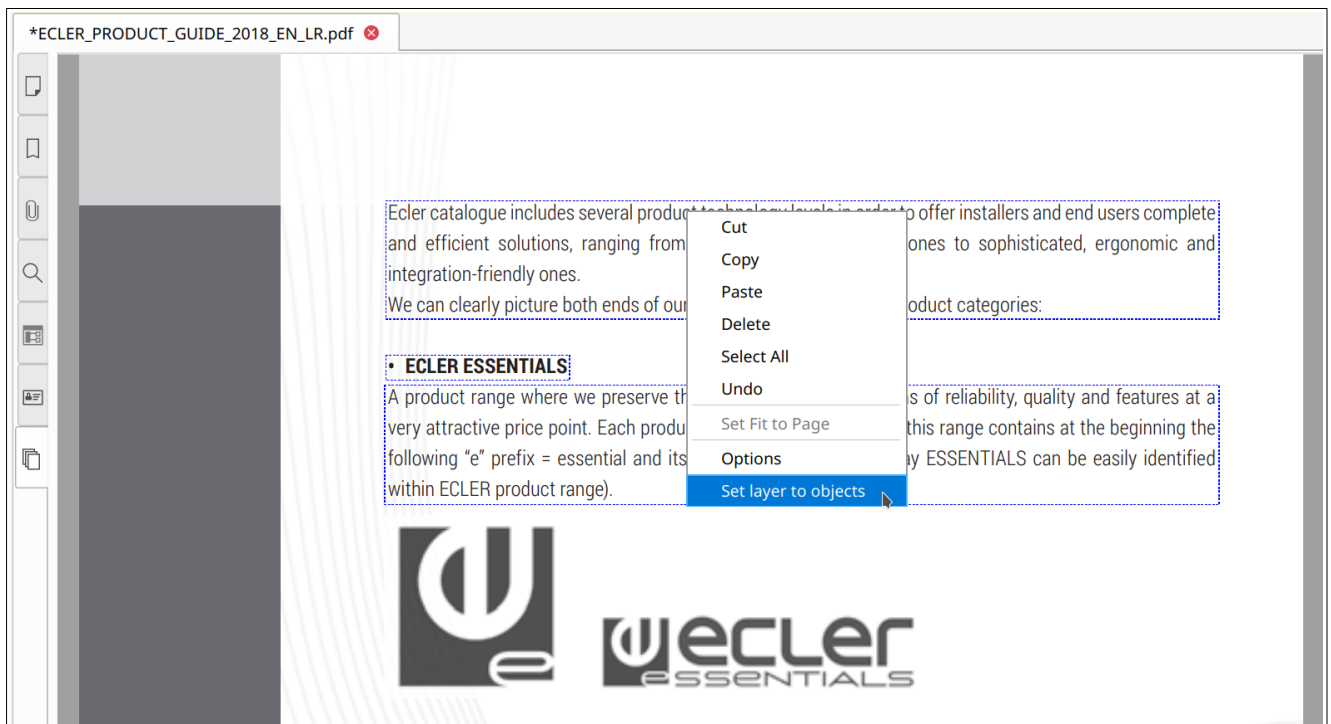 *ECLER_PRODUCT_GUIDE_2018_EN_LR.pdf
Ecler catalogue includes several product technology levels in order to offer installers and end users complete
and efficient solutions, ranging from ones to sophisticated, ergonomic and
integration-friendly ones.
We can clearly picture both ends of our oduct categories:
• ECLER ESSENTIALS
A product range where we preserve th s of reliability, quality and features at a
very attractive price point. Each produ this range contains at the beginning the
following “e” prefix = essential and its ay ESSENTIALS can be easily identified
within ECLER product range).
Cut
Copy
Paste
Delete
Select All
Undo
Set Fit to Page
Options
Set layer to objects
e
ecler
essentials